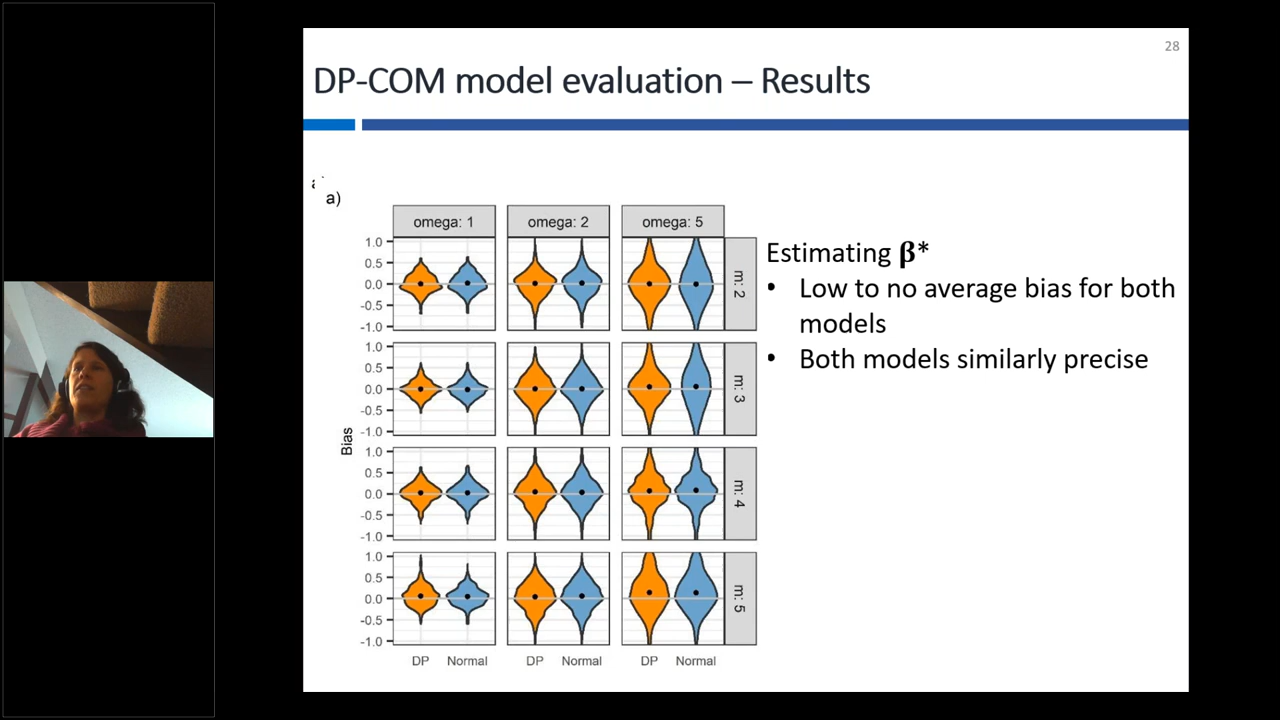 28
DP-COM model evaluation – Results
a)
omega: 1 omega: 2 omega: 5
1.0
0.5
0.0
-0.5
-1.0
m: 2
1.0
0.5
0.0
-0.5
-1.0
m: 3
1.0
0.5
0.0
-0.5
-1.0
m: 4
1.0
0.5
0.0
-0.5
-1.0
m: 5
Bias
DP Normal DP Normal DP Normal
Estimating β*
• Low to no average bias for both
models
• Both models similarly precise